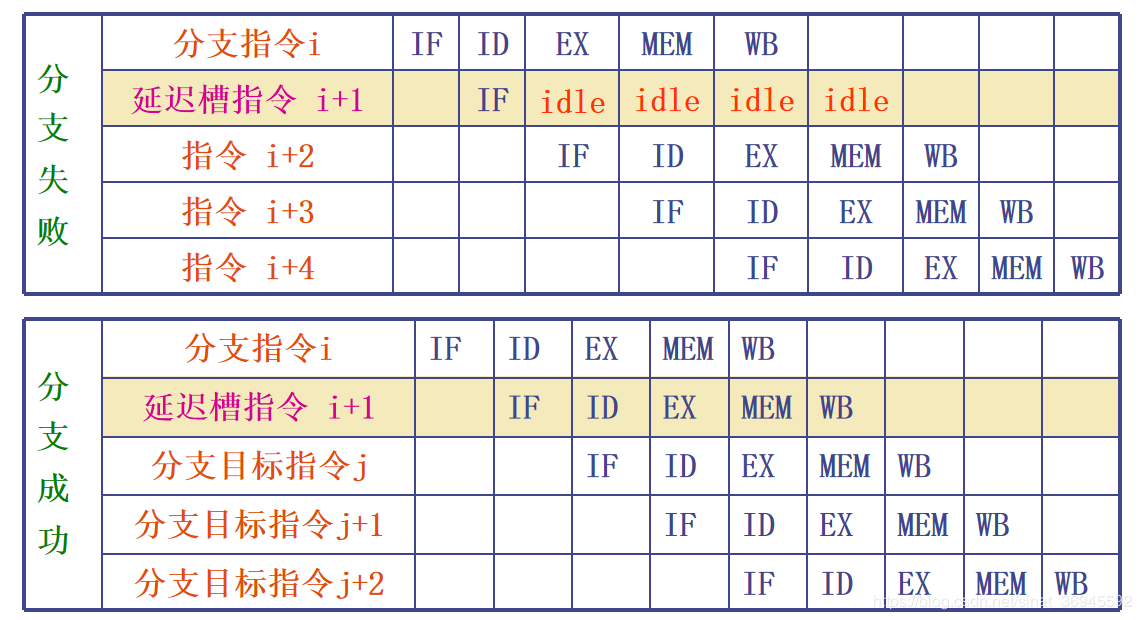 分支失败
分支指令i IF ID EX MEM WB
延迟槽指令 i+1 IF idle idle idle idle
指令 i+2 IF ID EX MEM WB
指令 i+3 IF ID EX MEM WB
指令 i+4 IF ID EX MEM WB
分支成功
分支指令i IF ID EX MEM WB
延迟槽指令 i+1 IF ID EX MEM WB
分支目标指令j IF ID EX MEM WB
分支目标指令j+1 IF ID EX MEM WB
分支目标指令j+2 IF ID EX MEM WB